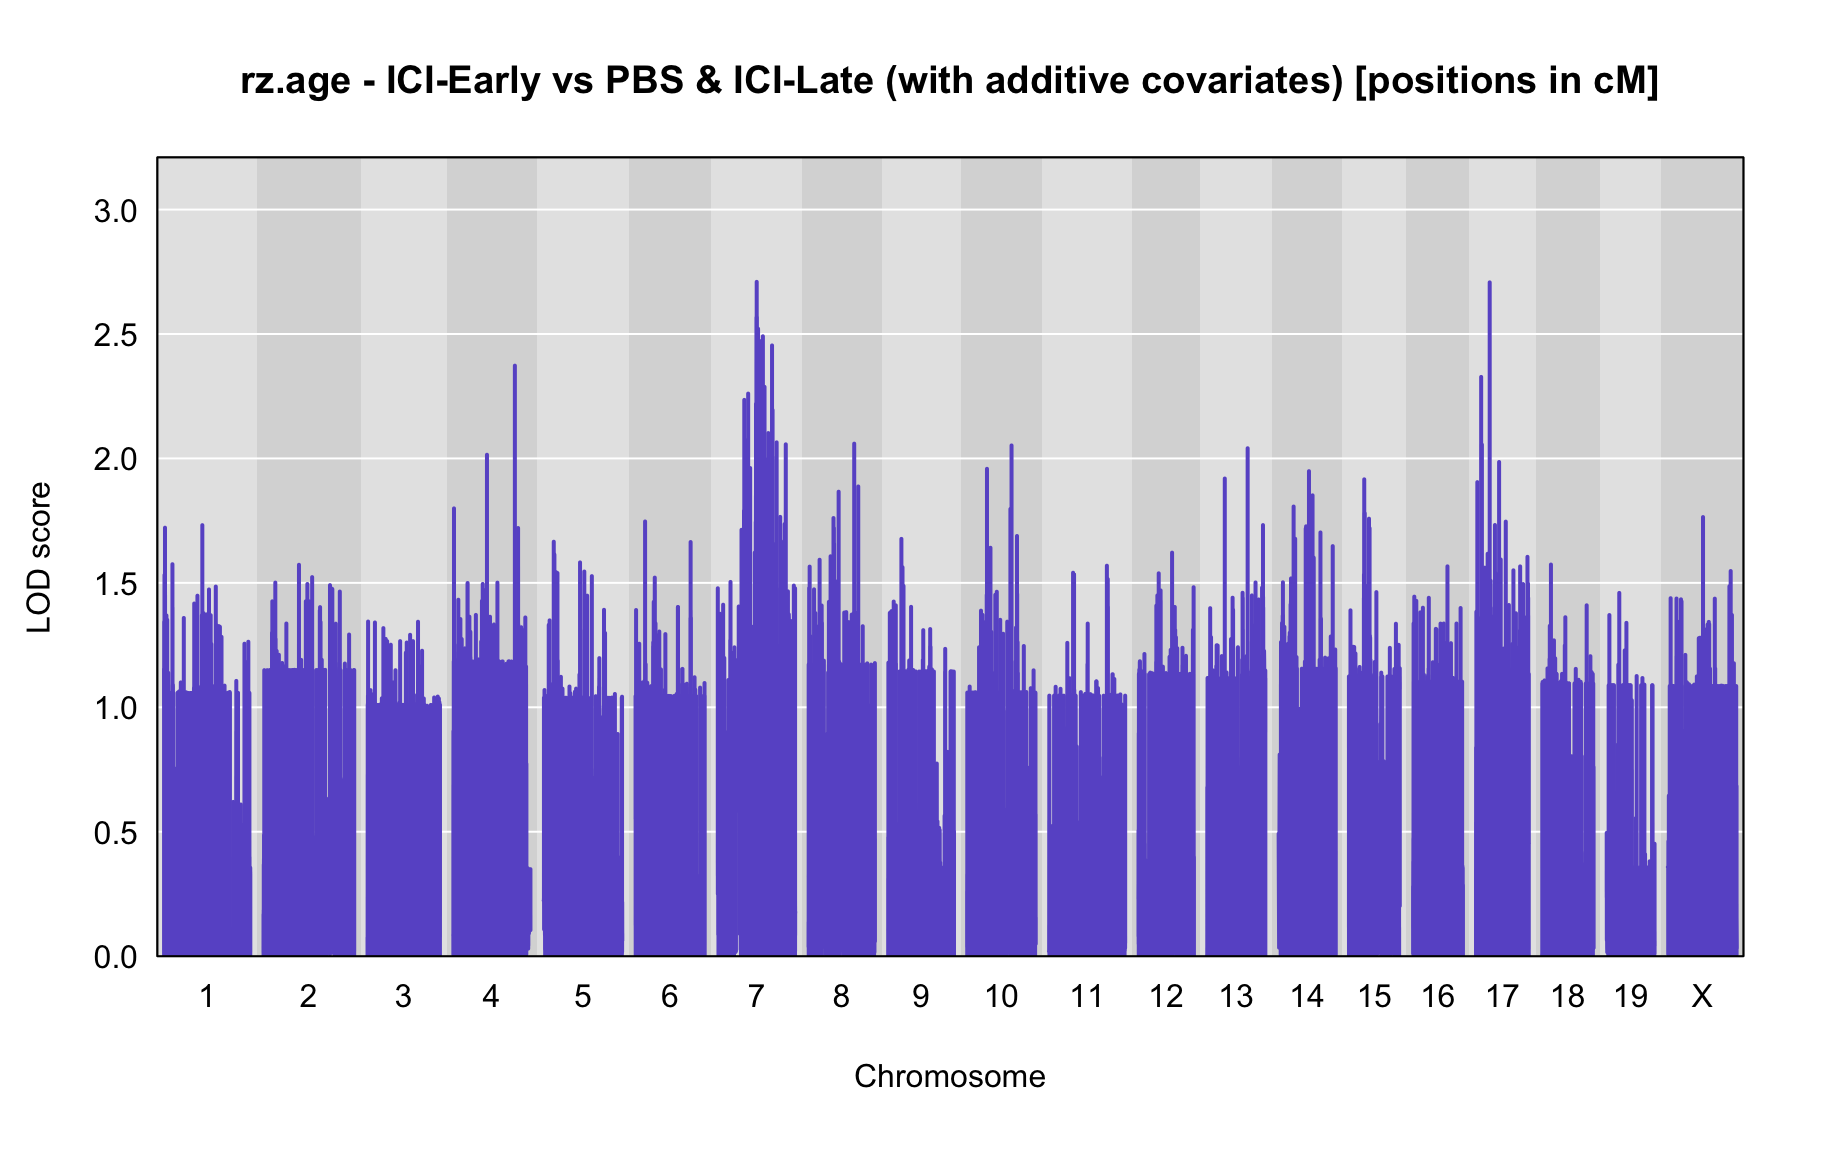 rz.age - ICI-Early vs PBS & ICI-Late (with additive covariates) [positions in cM]
LOD score
3.0
2.5
2.0
1.5
1.0
0.5
0.0
1 2 3 4 5 6 7 8 9 10 11 12 13 14 15 16 17 18 19 X
Chromosome